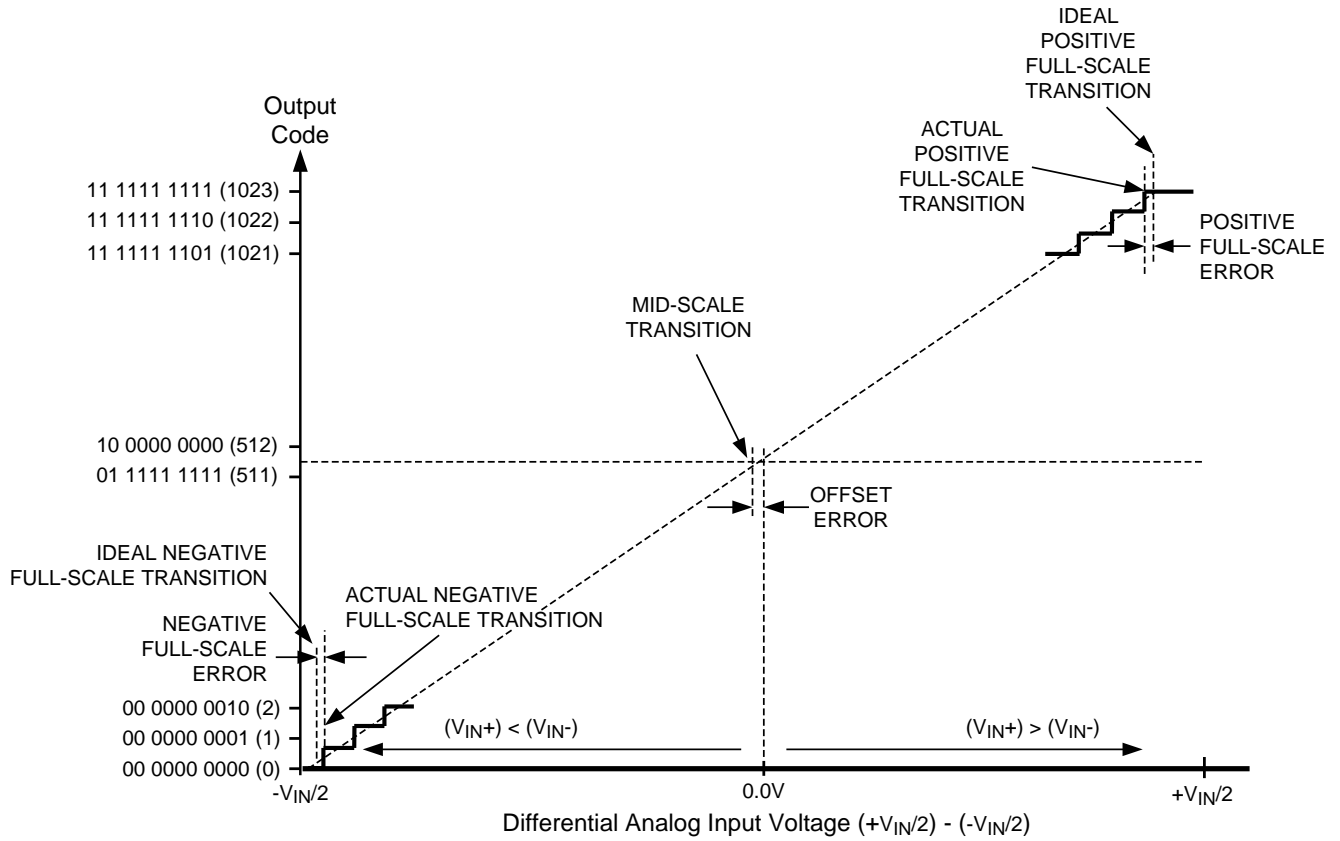 IDEAL
POSITIVE
FULL-SCALE
TRANSITION
Output
Code
ACTUAL
POSITIVE
FULL-SCALE
TRANSITION
11 1111 1111 (1023)
11 1111 1110 (1022)
11 1111 1101 (1021)
POSITIVE
FULL-SCALE
ERROR
MID-SCALE
TRANSITION
10 0000 0000 (512)
01 1111 1111 (511)
OFFSET
ERROR
IDEAL NEGATIVE
FULL-SCALE TRANSITION
ACTUAL NEGATIVE
FULL-SCALE TRANSITION
NEGATIVE
FULL-SCALE
ERROR
00 0000 0010 (2)
00 0000 0001 (1)
00 0000 0000 (0)
(VIN+) < (VIN-)
(VIN+) > (VIN-)
-VIN/2
0.0V
+VIN/2
Differential Analog Input Voltage (+VIN/2) - (-VIN/2)